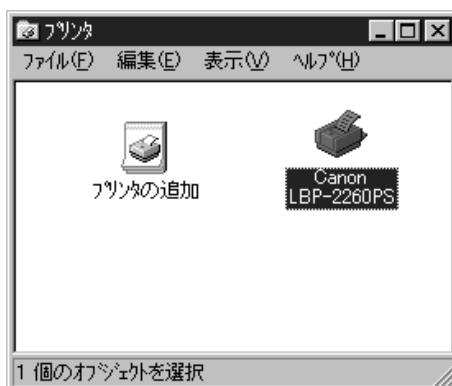 プリンタ
ファイル(F) 編集(E) 表示(V) ヘルプ(H)
プリンタの追加
Canon
LBP-2260PS
1 個のオブジェクトを選択